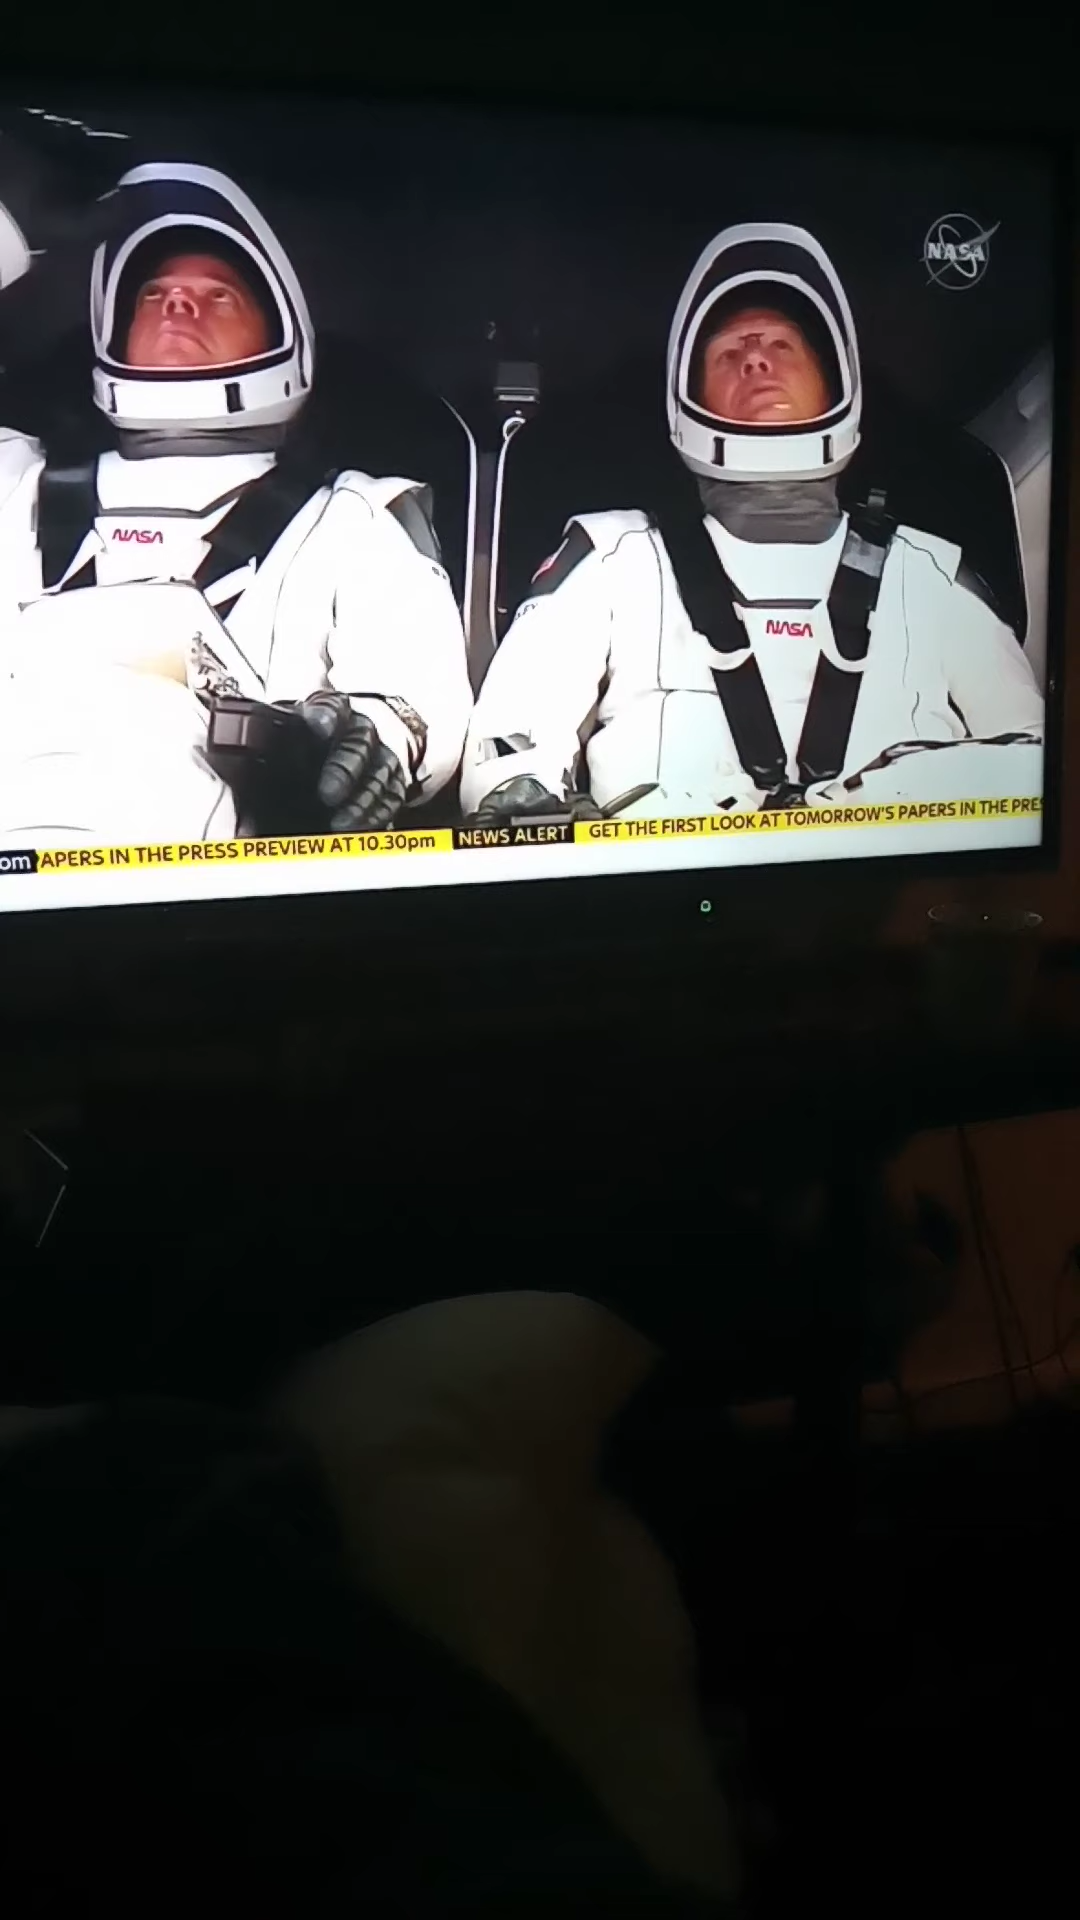 NASA
NASA
NASA
om APERS IN THE PRESS PREVIEW AT 10.30pm NEWS ALERT GET THE FIRST LOOK AT TOMORROW'S PAPERS IN THE PRE